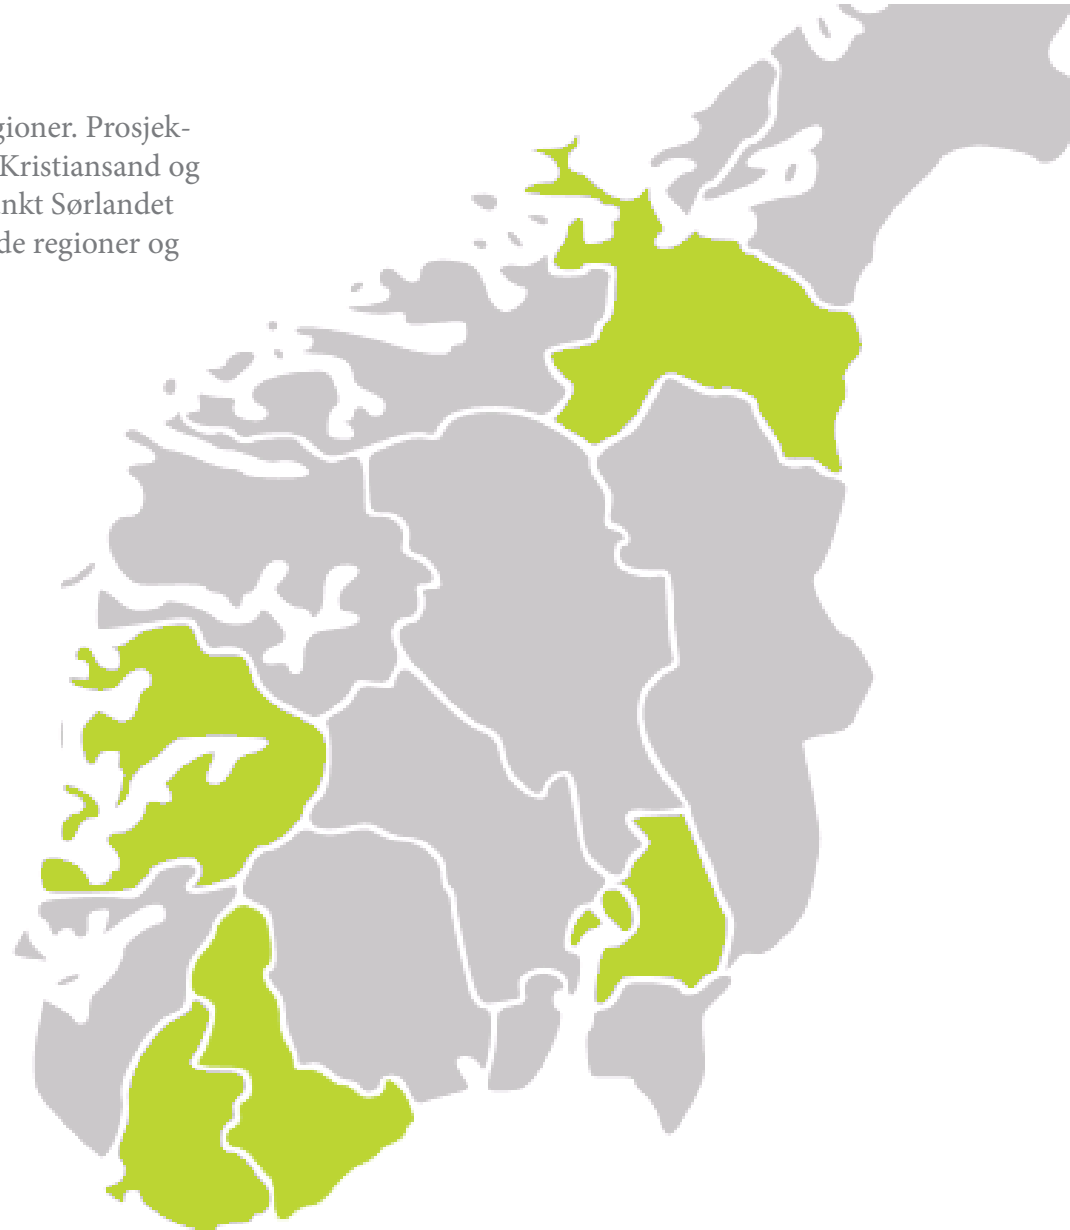 gioner. Prosjek-
Kristiansand og
nkt Sørlandet
de regioner og